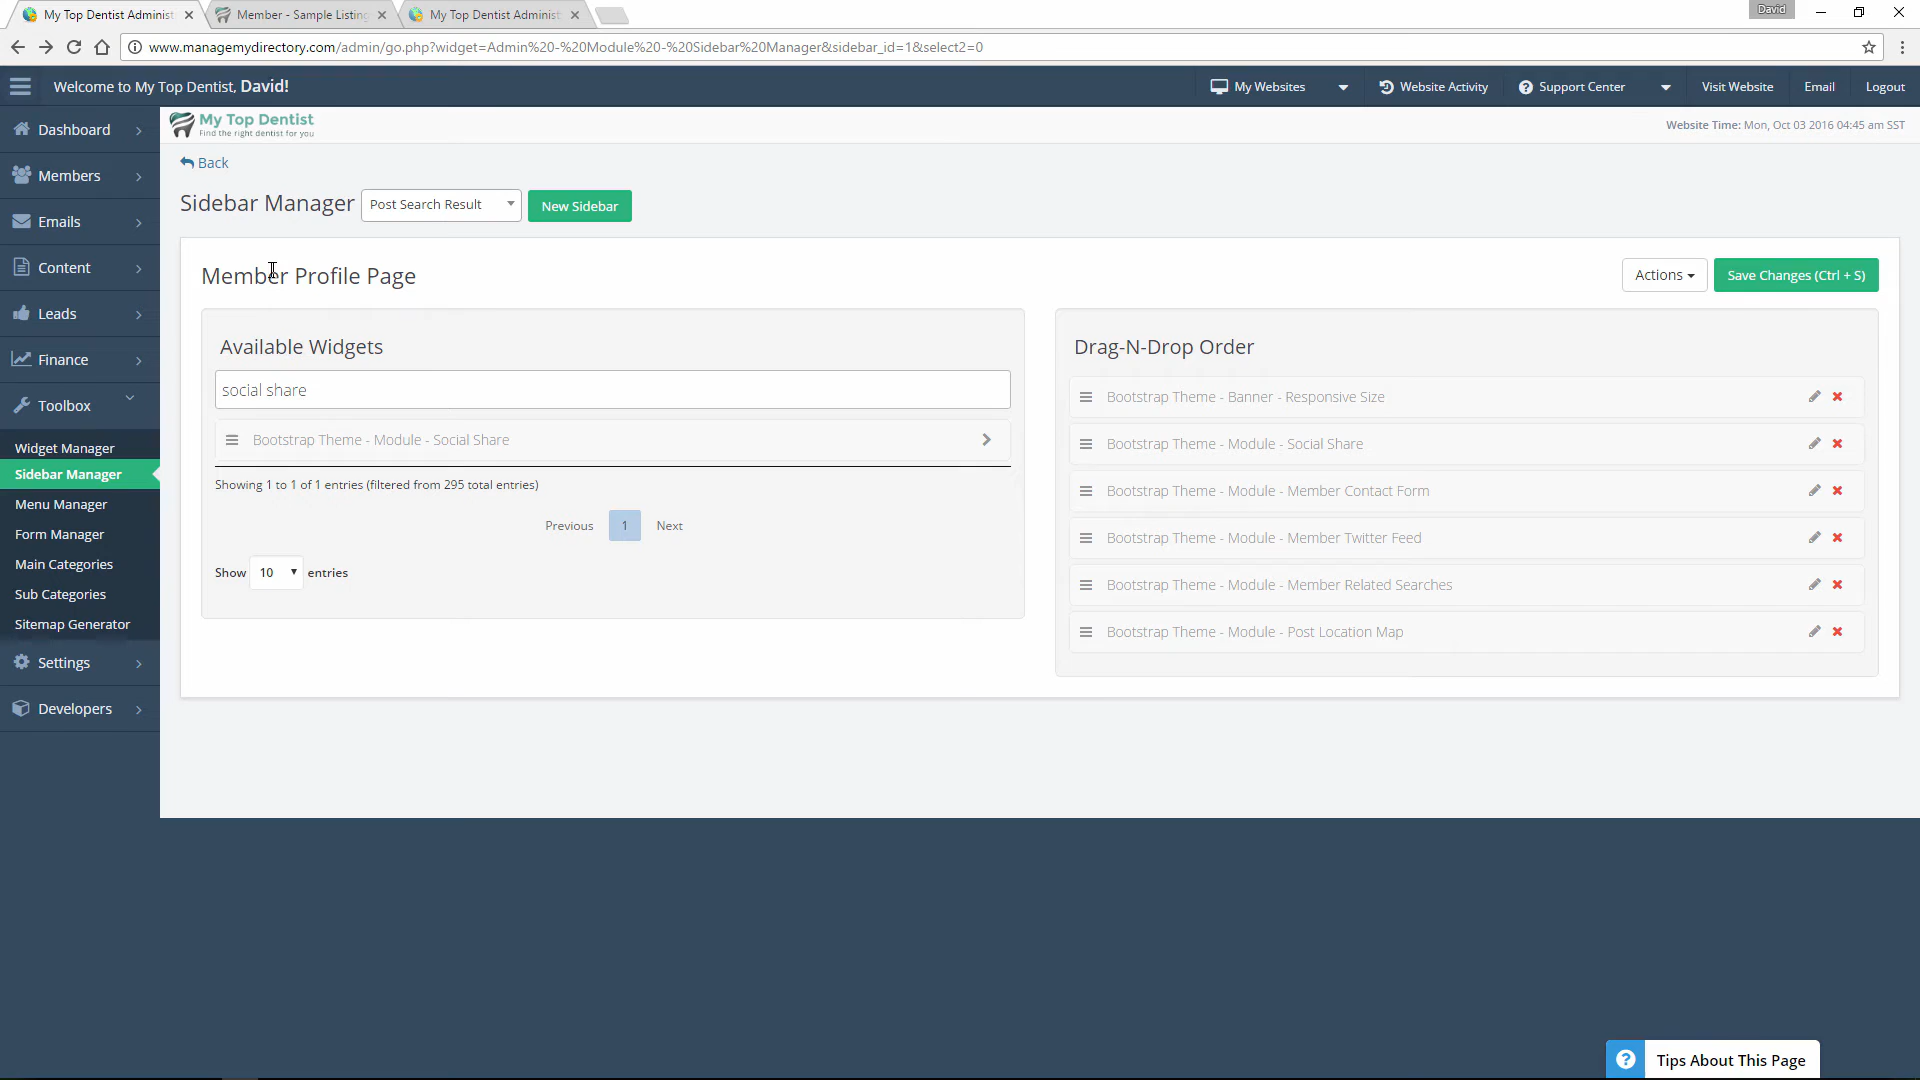 My Top Dentist Administ
Member - Sample Listing
My Top Dentist Administ
David
www.managemydirectory.com/admin/go.php?widget=Admin%20-%20Module%20-%20Sidebar%20Manager&sidebar_id=1&select2=0
Welcome to My Top Dentist, David!
My Websites
Website Activity
Support Center
Visit Website
Email
Logout
My Top Dentist
Find the right dentist for you
Website Time: Mon, Oct 03 2016 04:45 am SST
Dashboard
Members
Emails
Content
Leads
Finance
Toolbox
Widget Manager
Sidebar Manager
Menu Manager
Form Manager
Main Categories
Sub Categories
Sitemap Generator
Settings
Developers
Back
Sidebar Manager
Post Search Result
New Sidebar
Member Profile Page
Actions
Save Changes (Ctrl + S)
Available Widgets
social share
Bootstrap Theme - Module - Social Share
Showing 1 to 1 of 1 entries (filtered from 295 total entries)
Previous
1
Next
Show 10 entries
Drag-N-Drop Order
Bootstrap Theme - Banner - Responsive Size
Bootstrap Theme - Module - Social Share
Bootstrap Theme - Module - Member Contact Form
Bootstrap Theme - Module - Member Twitter Feed
Bootstrap Theme - Module - Member Related Searches
Bootstrap Theme - Module - Post Location Map
? Tips About This Page